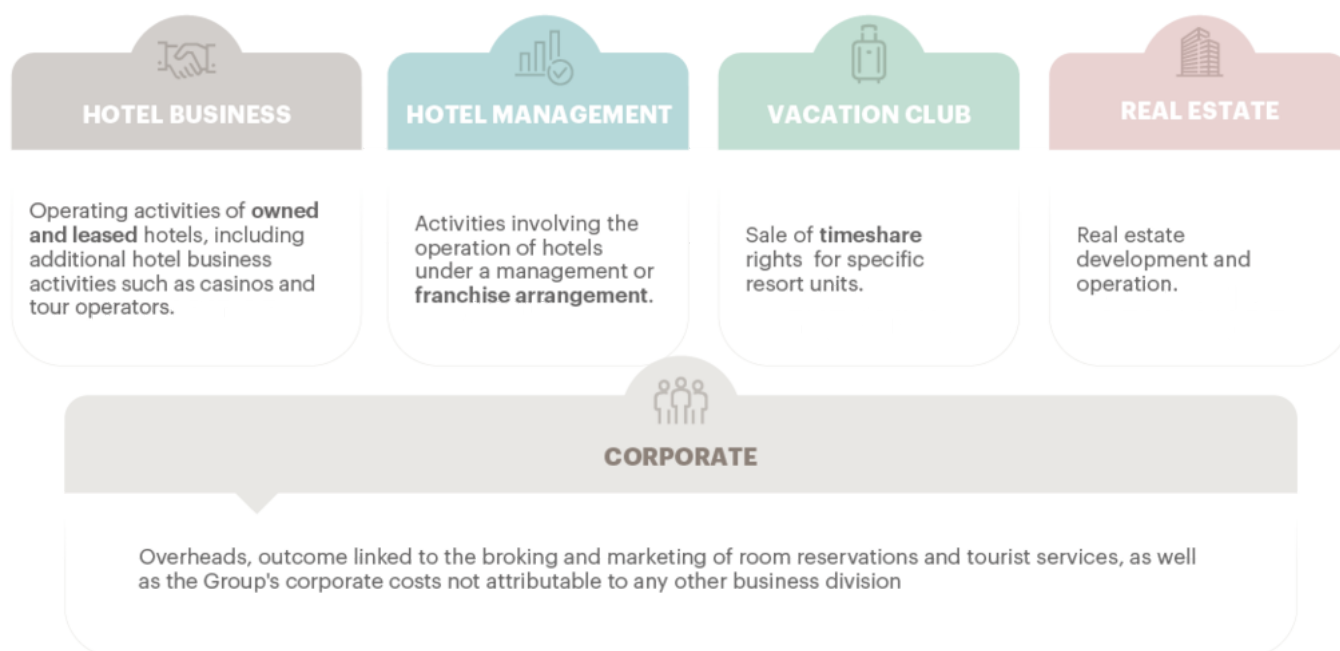 HOTEL BUSINESS
Operating activities of owned
and leased hotels, including
additional hotel business
activities such as casinos and
tour operators.
HOTEL MANAGEMENT
Activities involving the
operation of hotels
under a management or
franchise arrangement.
VACATION CLUB
Sale of timeshare
rights for specific
resort units.
REAL ESTATE
Real estate
development and
operation.
CORPORATE
Overheads, outcome linked to the broking and marketing of room reservations and tourist services, as well
as the Group's corporate costs not attributable to any other business division